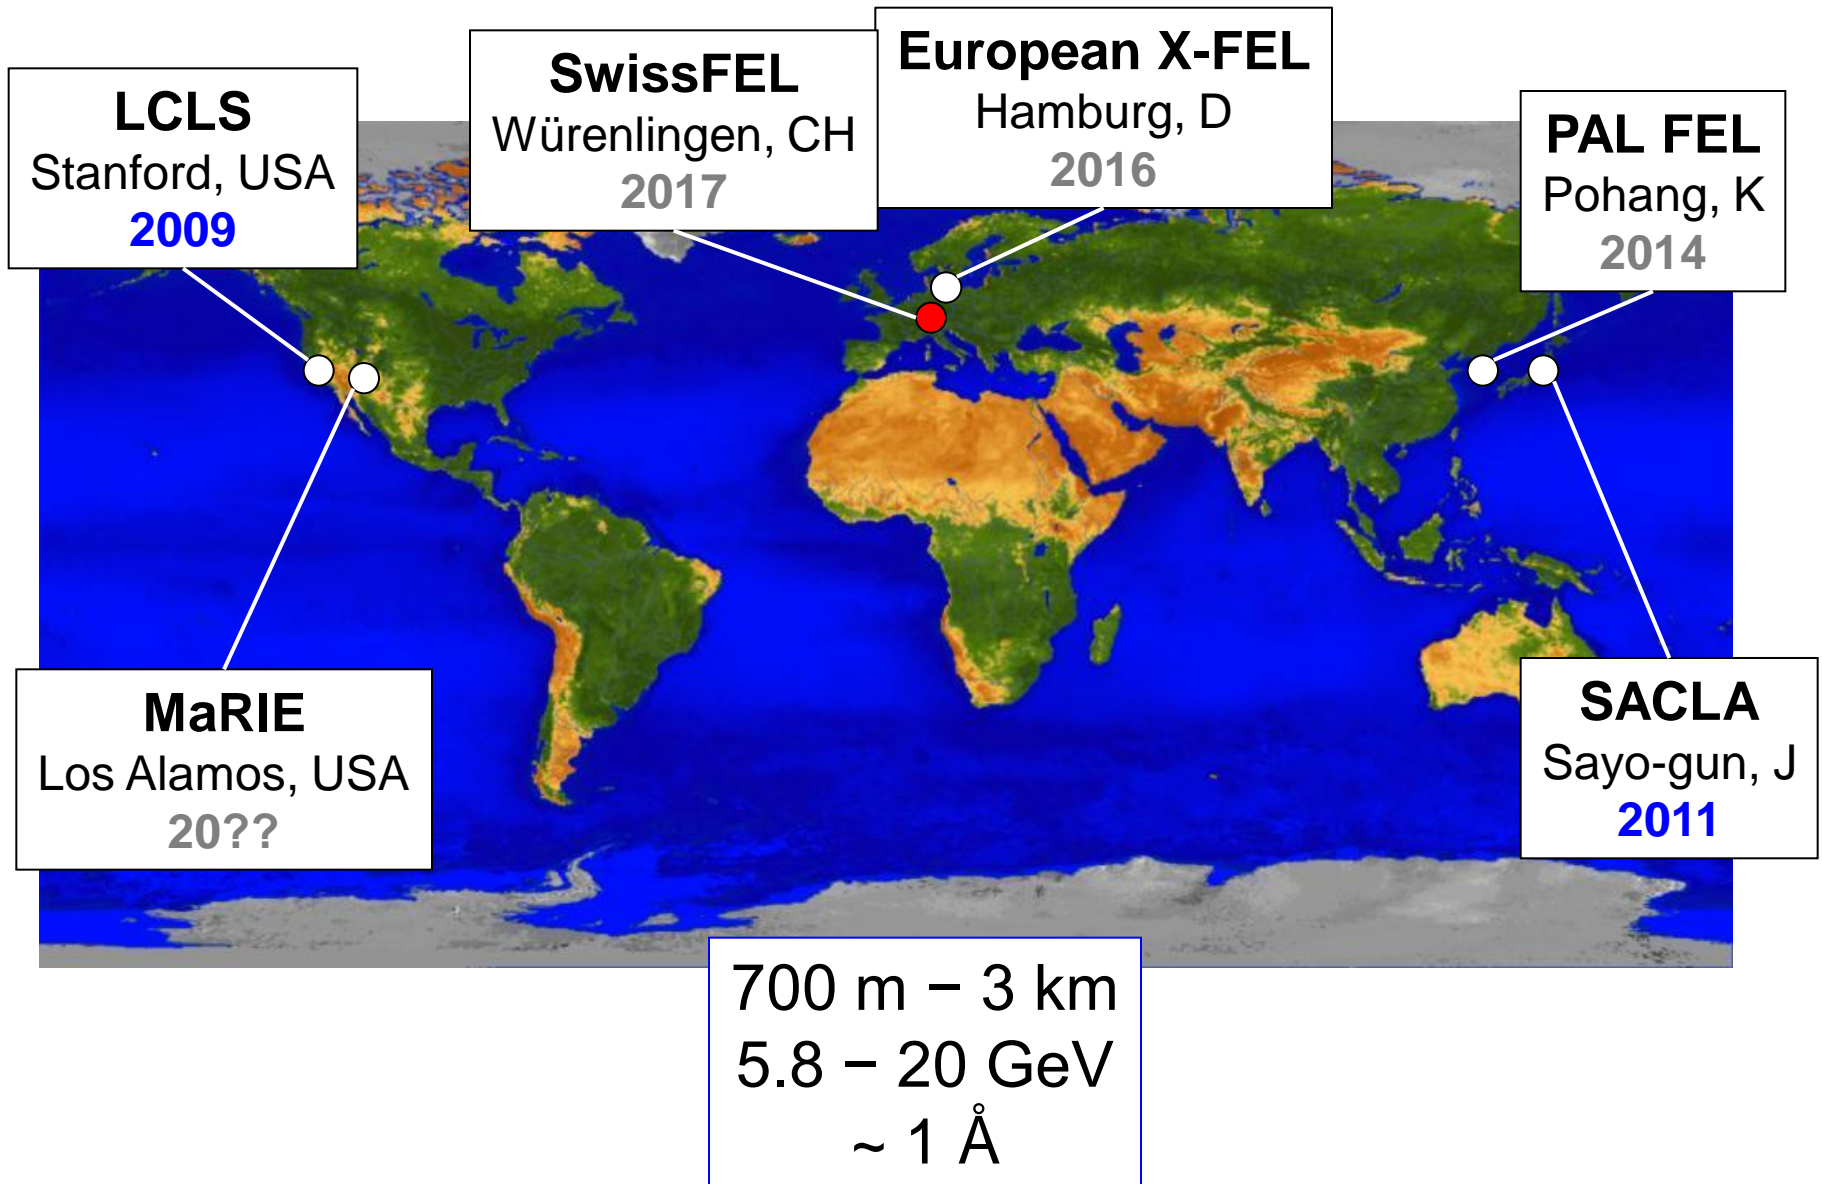 LCLS
Stanford, USA
2009
SwissFEL
Würenlingen, CH
2017
European X-FEL
Hamburg, D
2016
PAL FEL
Pohang, K
2014
MaRIE
Los Alamos, USA
20??
SACLA
Sayo-gun, J
2011
700 m − 3 km
5.8 − 20 GeV
~ 1 Å